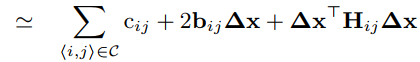 ≃ ∑_{⟨i,j⟩∈𝒞} c_{ij} + 2b_{ij}Δx + Δx^⊤H_{ij}Δx